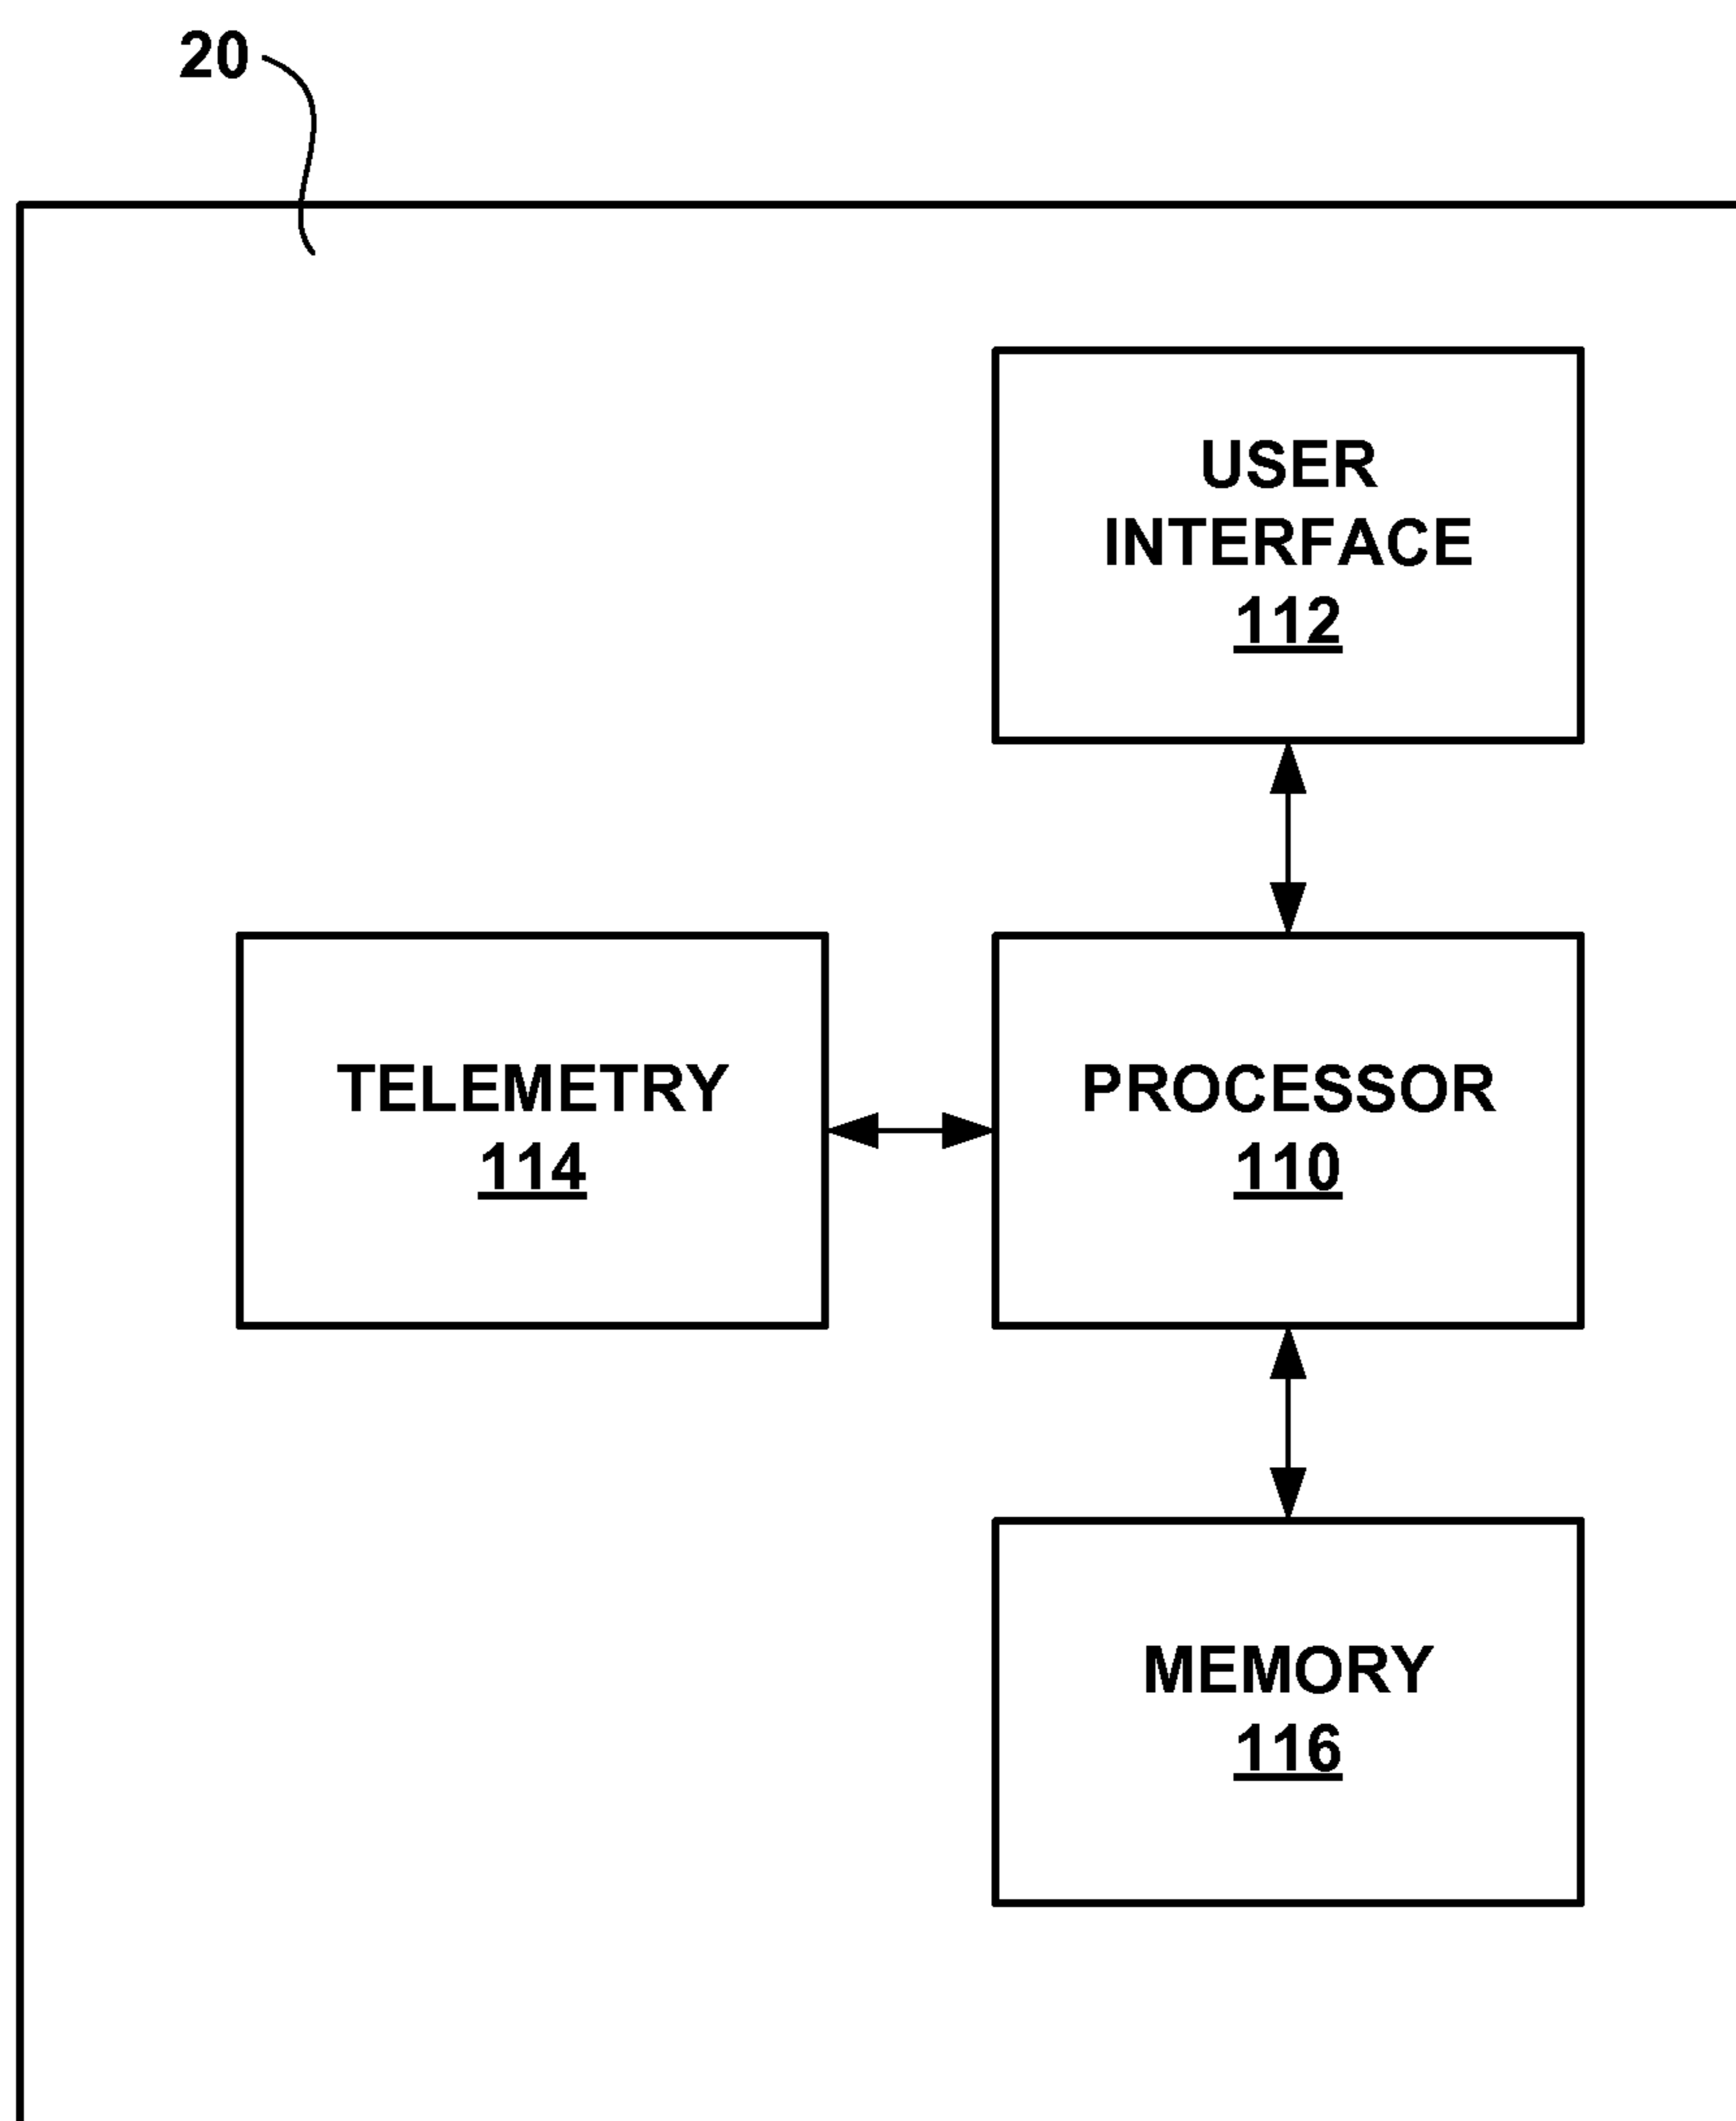 20
USER
INTERFACE
112
TELEMETRY
114
PROCESSOR
110
MEMORY
116